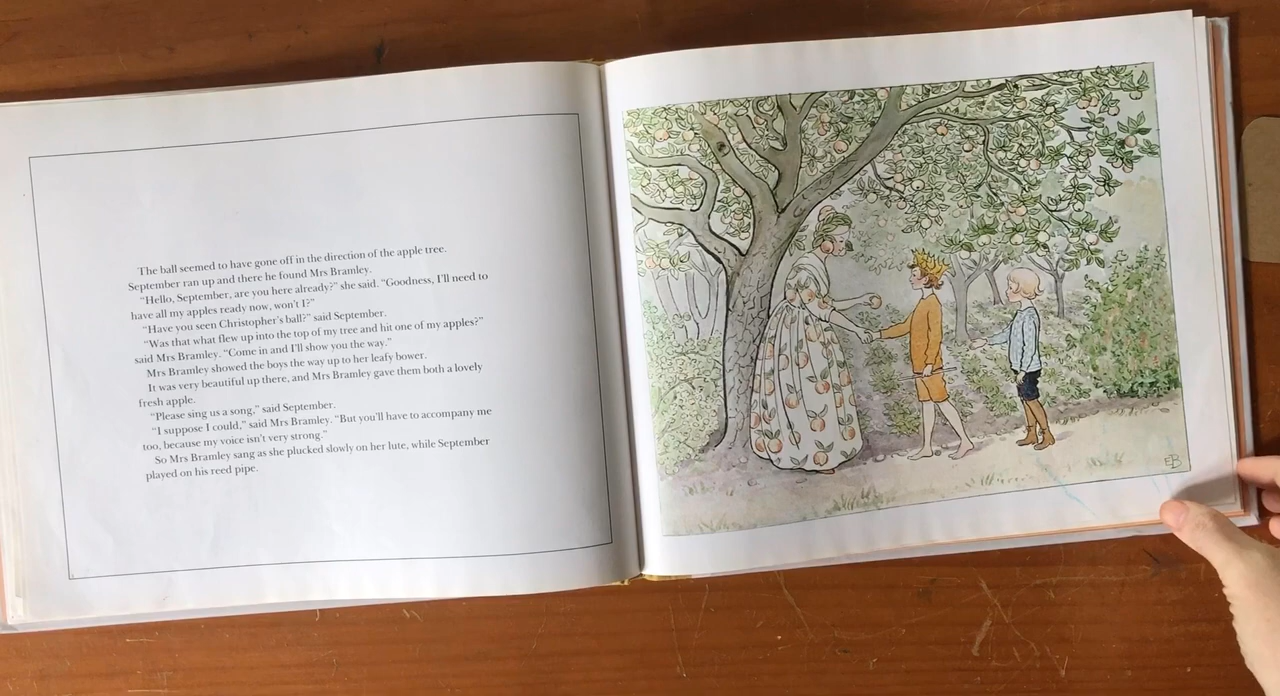 The ball seemed to have gone off in the direction of the apple tree.
September ran up and there he found Mrs Bramley.
"Hello, September, are you here already?" she said. "Goodness, I'll need to
have all my apples ready now, won't I?"
"Have you seen Christopher's ball?" said September.
"Was that what flew up into the top of my tree and hit one of my apples?"
said Mrs Bramley. "Come in and I'll show you the way."
Mrs Bramley showed the boys the way up to her leafy bower.
It was very beautiful up there, and Mrs Bramley gave them both a lovely
fresh apple.
"Please sing us a song," said September.
"I suppose I could," said Mrs Bramley. "But you'll have to accompany me
too, because my voice isn't very strong."
So Mrs Bramley sang as she plucked slowly on her lute, while September
played on his reed pipe.
EB